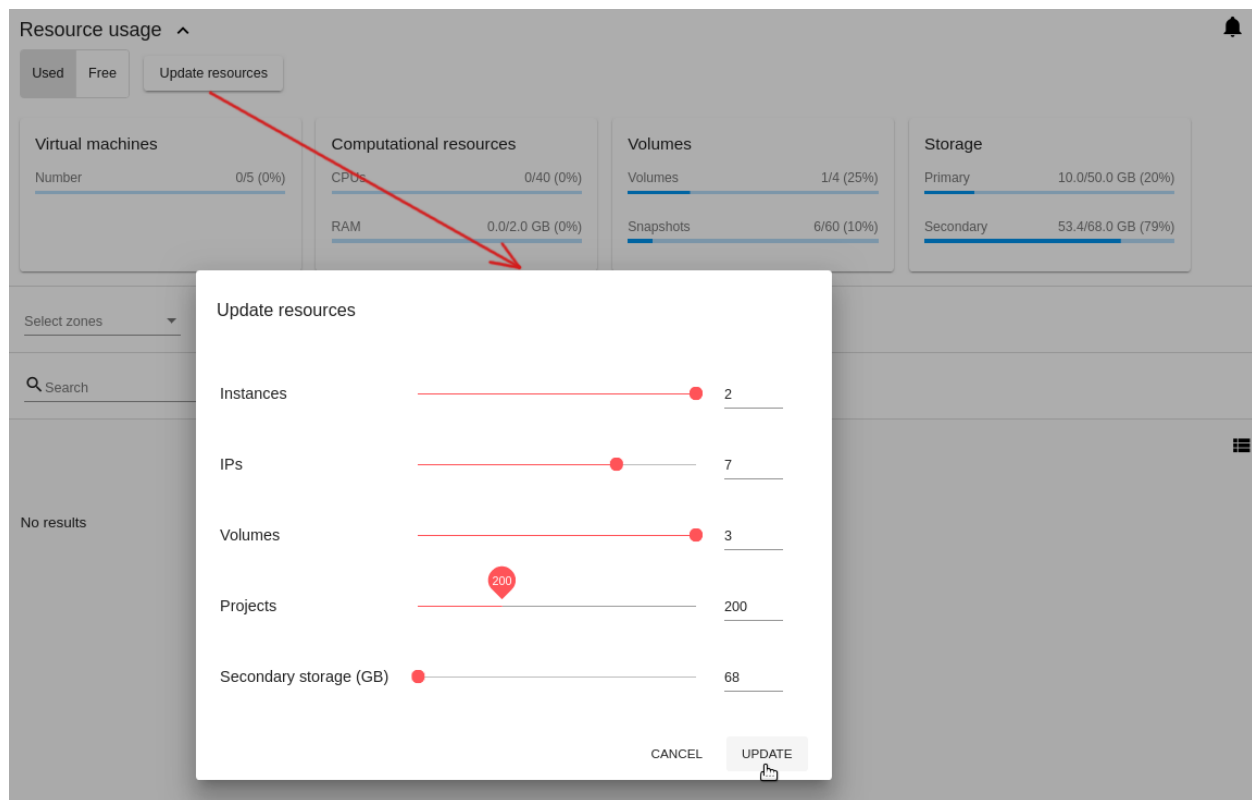 Resource usage
Used Free Update resources
Virtual machines Computational resources Volumes Storage
Number 0/5 (0%) CPUs 0/40 (0%) Volumes 1/4 (25%) Primary 10.0/50.0 GB (20%)
RAM 0.0/2.0 GB (0%) Snapshots 6/60 (10%) Secondary 53.4/68.0 GB (79%)
Select zones
Search
No results
Update resources
Instances 2
IPs 7
Volumes 3
200
Projects 200
Secondary storage (GB) 68
CANCEL UPDATE